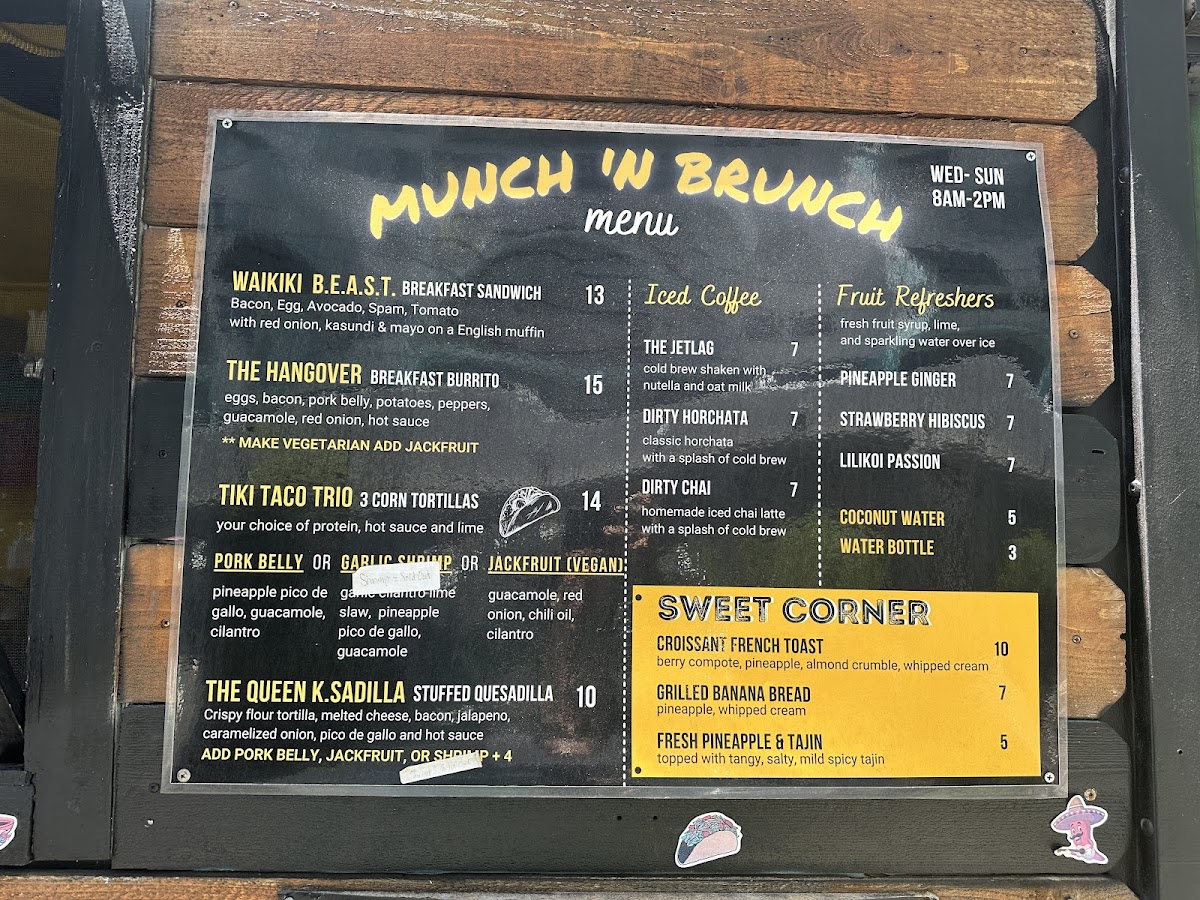 MUNCH 'N BRUNCH
menu
WED- SUN
8AM-2PM
WAIKIKI B.E.A.S.T. BREAKFAST SANDWICH 13
Bacon, Egg, Avocado, Spam, Tomato
with red onion, kasundi & mayo on a English muffin
THE HANGOVER BREAKFAST BURRITO 15
eggs, bacon, pork belly, potatoes, peppers,
guacamole, red onion, hot sauce
** MAKE VEGETARIAN ADD JACKFRUIT
TIKI TACO TRIO 3 CORN TORTILLAS 14
your choice of protein, hot sauce and lime
PORK BELLY OR GARLIC SHRIMP OR JACKFRUIT (VEGAN)
pineapple pico de
gallo, guacamole,
cilantro
garlic cilantro-lime
slaw, pineapple
pico de gallo,
guacamole
guacamole, red
onion, chili oil,
cilantro
THE QUEEN K.SADILLA STUFFED QUESADILLA 10
Crispy flour tortilla, melted cheese, bacon, jalapeno,
caramelized onion, pico de gallo and hot sauce
ADD PORK BELLY, JACKFRUIT, OR SHRIMP + 4
Iced Coffee
THE JETLAG 7
cold brew shaken with
nutella and oat milk
DIRTY HORCHATA 7
classic horchata
with a splash of cold brew
DIRTY CHAI 7
homemade iced chai latte
with a splash of cold brew
Fruit Refreshers
fresh fruit syrup, lime,
and sparkling water over ice
PINEAPPLE GINGER 7
STRAWBERRY HIBISCUS 7
LILIKOI PASSION 7
COCONUT WATER 5
WATER BOTTLE 3
SWEET CORNER
CROISSANT FRENCH TOAST 10
berry compote, pineapple, almond crumble, whipped cream
GRILLED BANANA BREAD 7
pineapple, whipped cream
FRESH PINEAPPLE & TAJIN 5
topped with tangy, salty, mild spicy tajin